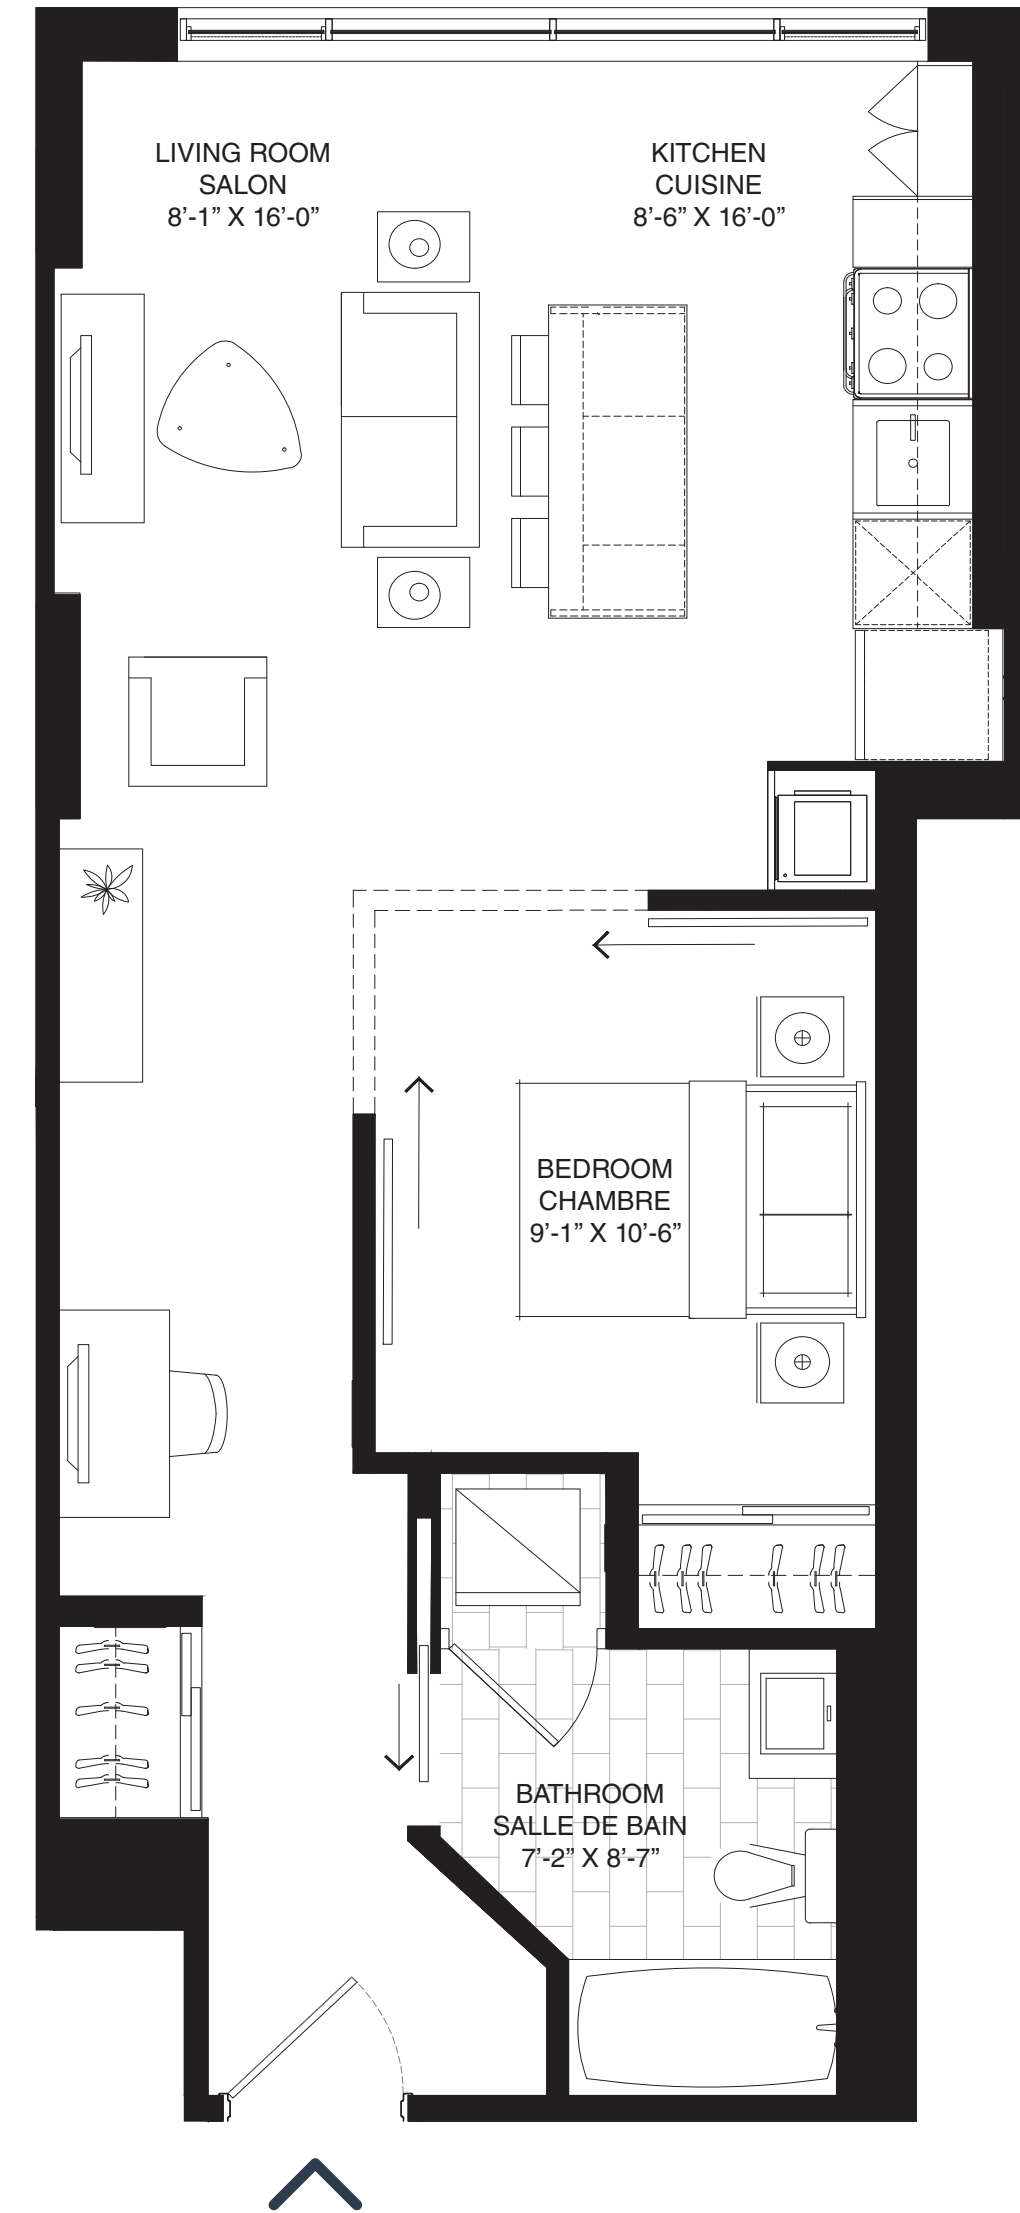 LIVING ROOM
SALON
8’-1” X 16’-0”
KITCHEN
CUISINE
8’-6” X 16’-0”
BEDROOM
CHAMBRE
9’-1” X 10’-6”
BATHROOM
SALLE DE BAIN
7’-2” X 8’-7”